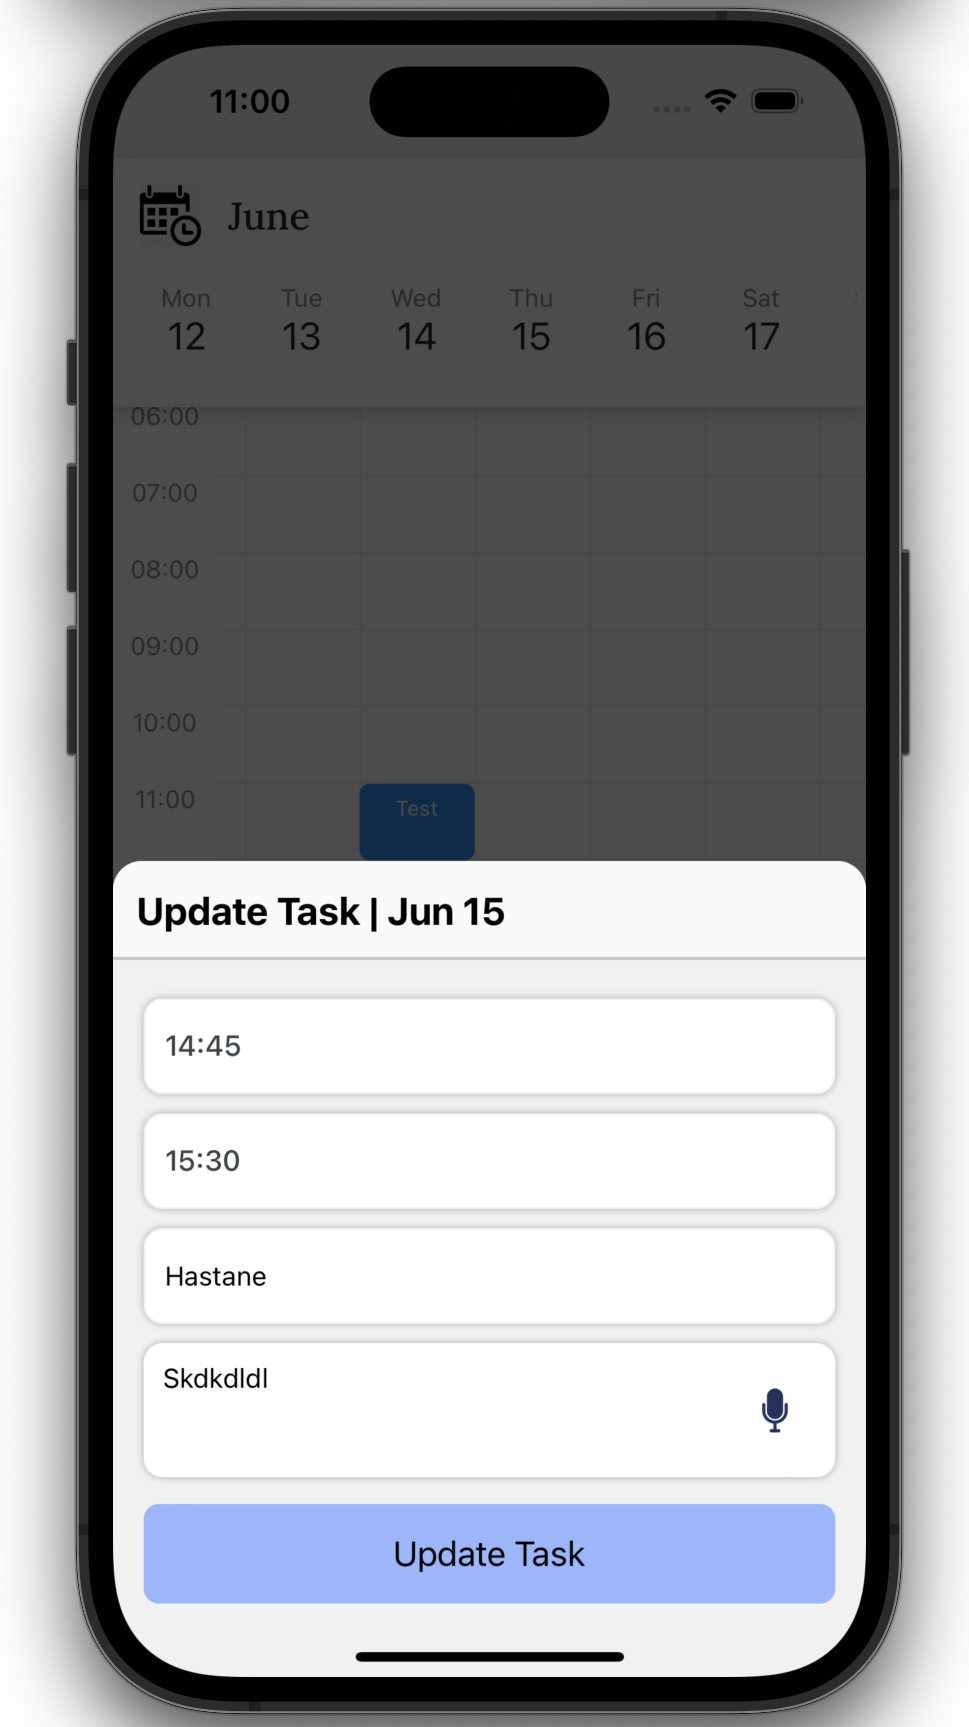 11:00
June
Mon Tue Wed Thu Fri Sat
12 13 14 15 16 17
06:00
07:00
08:00
09:00
10:00
11:00
Test
Update Task | Jun 15
14:45
15:30
Hastane
Skdkdldl
Update Task